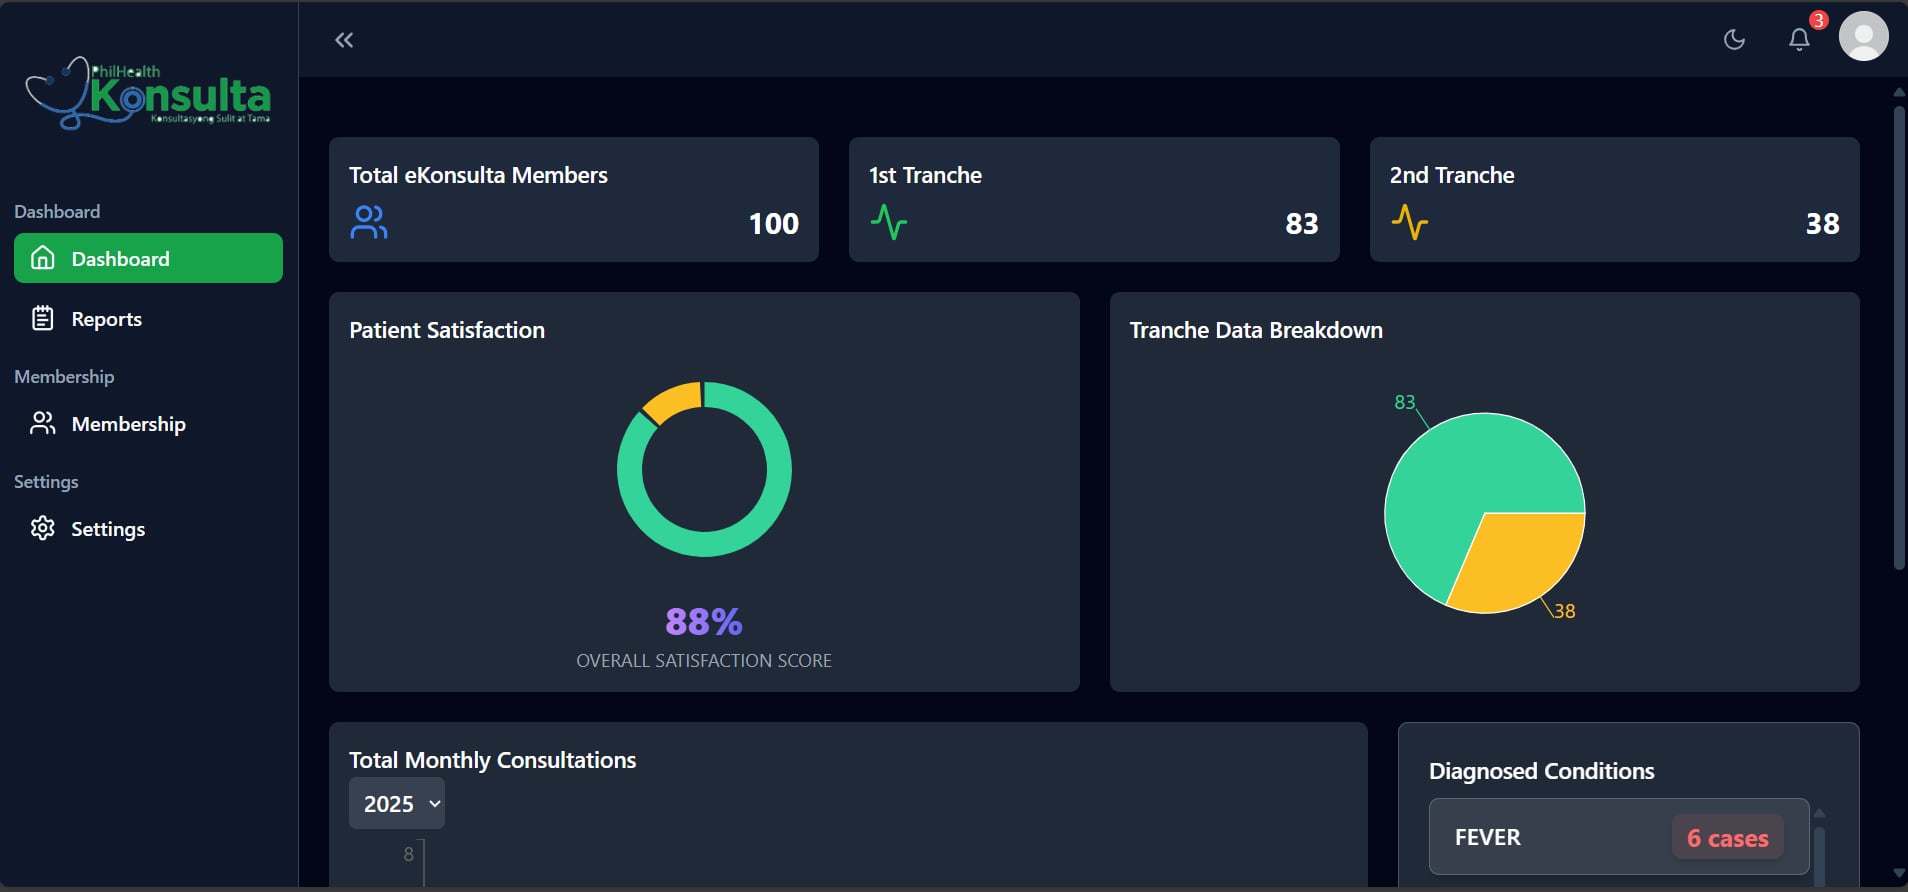 PhilHealth
Konsulta
Konsultasyong Sulit at Tama
Dashboard
Dashboard
Reports
Membership
Membership
Settings
Settings
3
Total eKonsulta Members
100
1st Tranche
83
2nd Tranche
38
Patient Satisfaction
88%
OVERALL SATISFACTION SCORE
Tranche Data Breakdown
83
38
Total Monthly Consultations
2025
8
Diagnosed Conditions
FEVER
6 cases